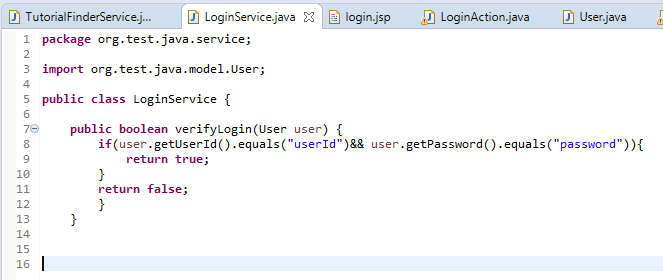 TutorialFinderService.j... LoginService.java login.jsp LoginAction.java User.java
1 package org.test.java.service;
2
3 import org.test.java.model.User;
4
5 public class LoginService {
6
7 public boolean verifyLogin(User user) {
8 if(user.getUserId().equals("userId")&& user.getPassword().equals("password")){
9 return true;
10 }
11 return false;
12 }
13 }
14
15
16